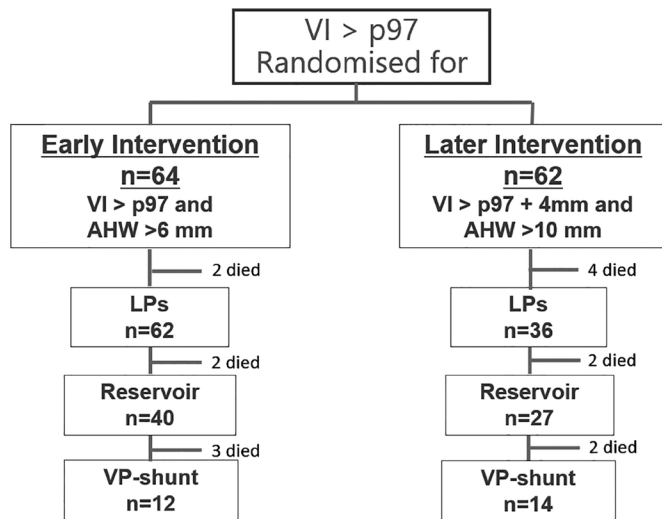 VI > p97
Randomised for
Early Intervention
n=64
VI > p97 and
AHW >6 mm
2 died
LPs
n=62
2 died
Reservoir
n=40
3 died
VP-shunt
n=12
Later Intervention
n=62
VI > p97 + 4mm and
AHW >10 mm
4 died
LPs
n=36
2 died
Reservoir
n=27
2 died
VP-shunt
n=14